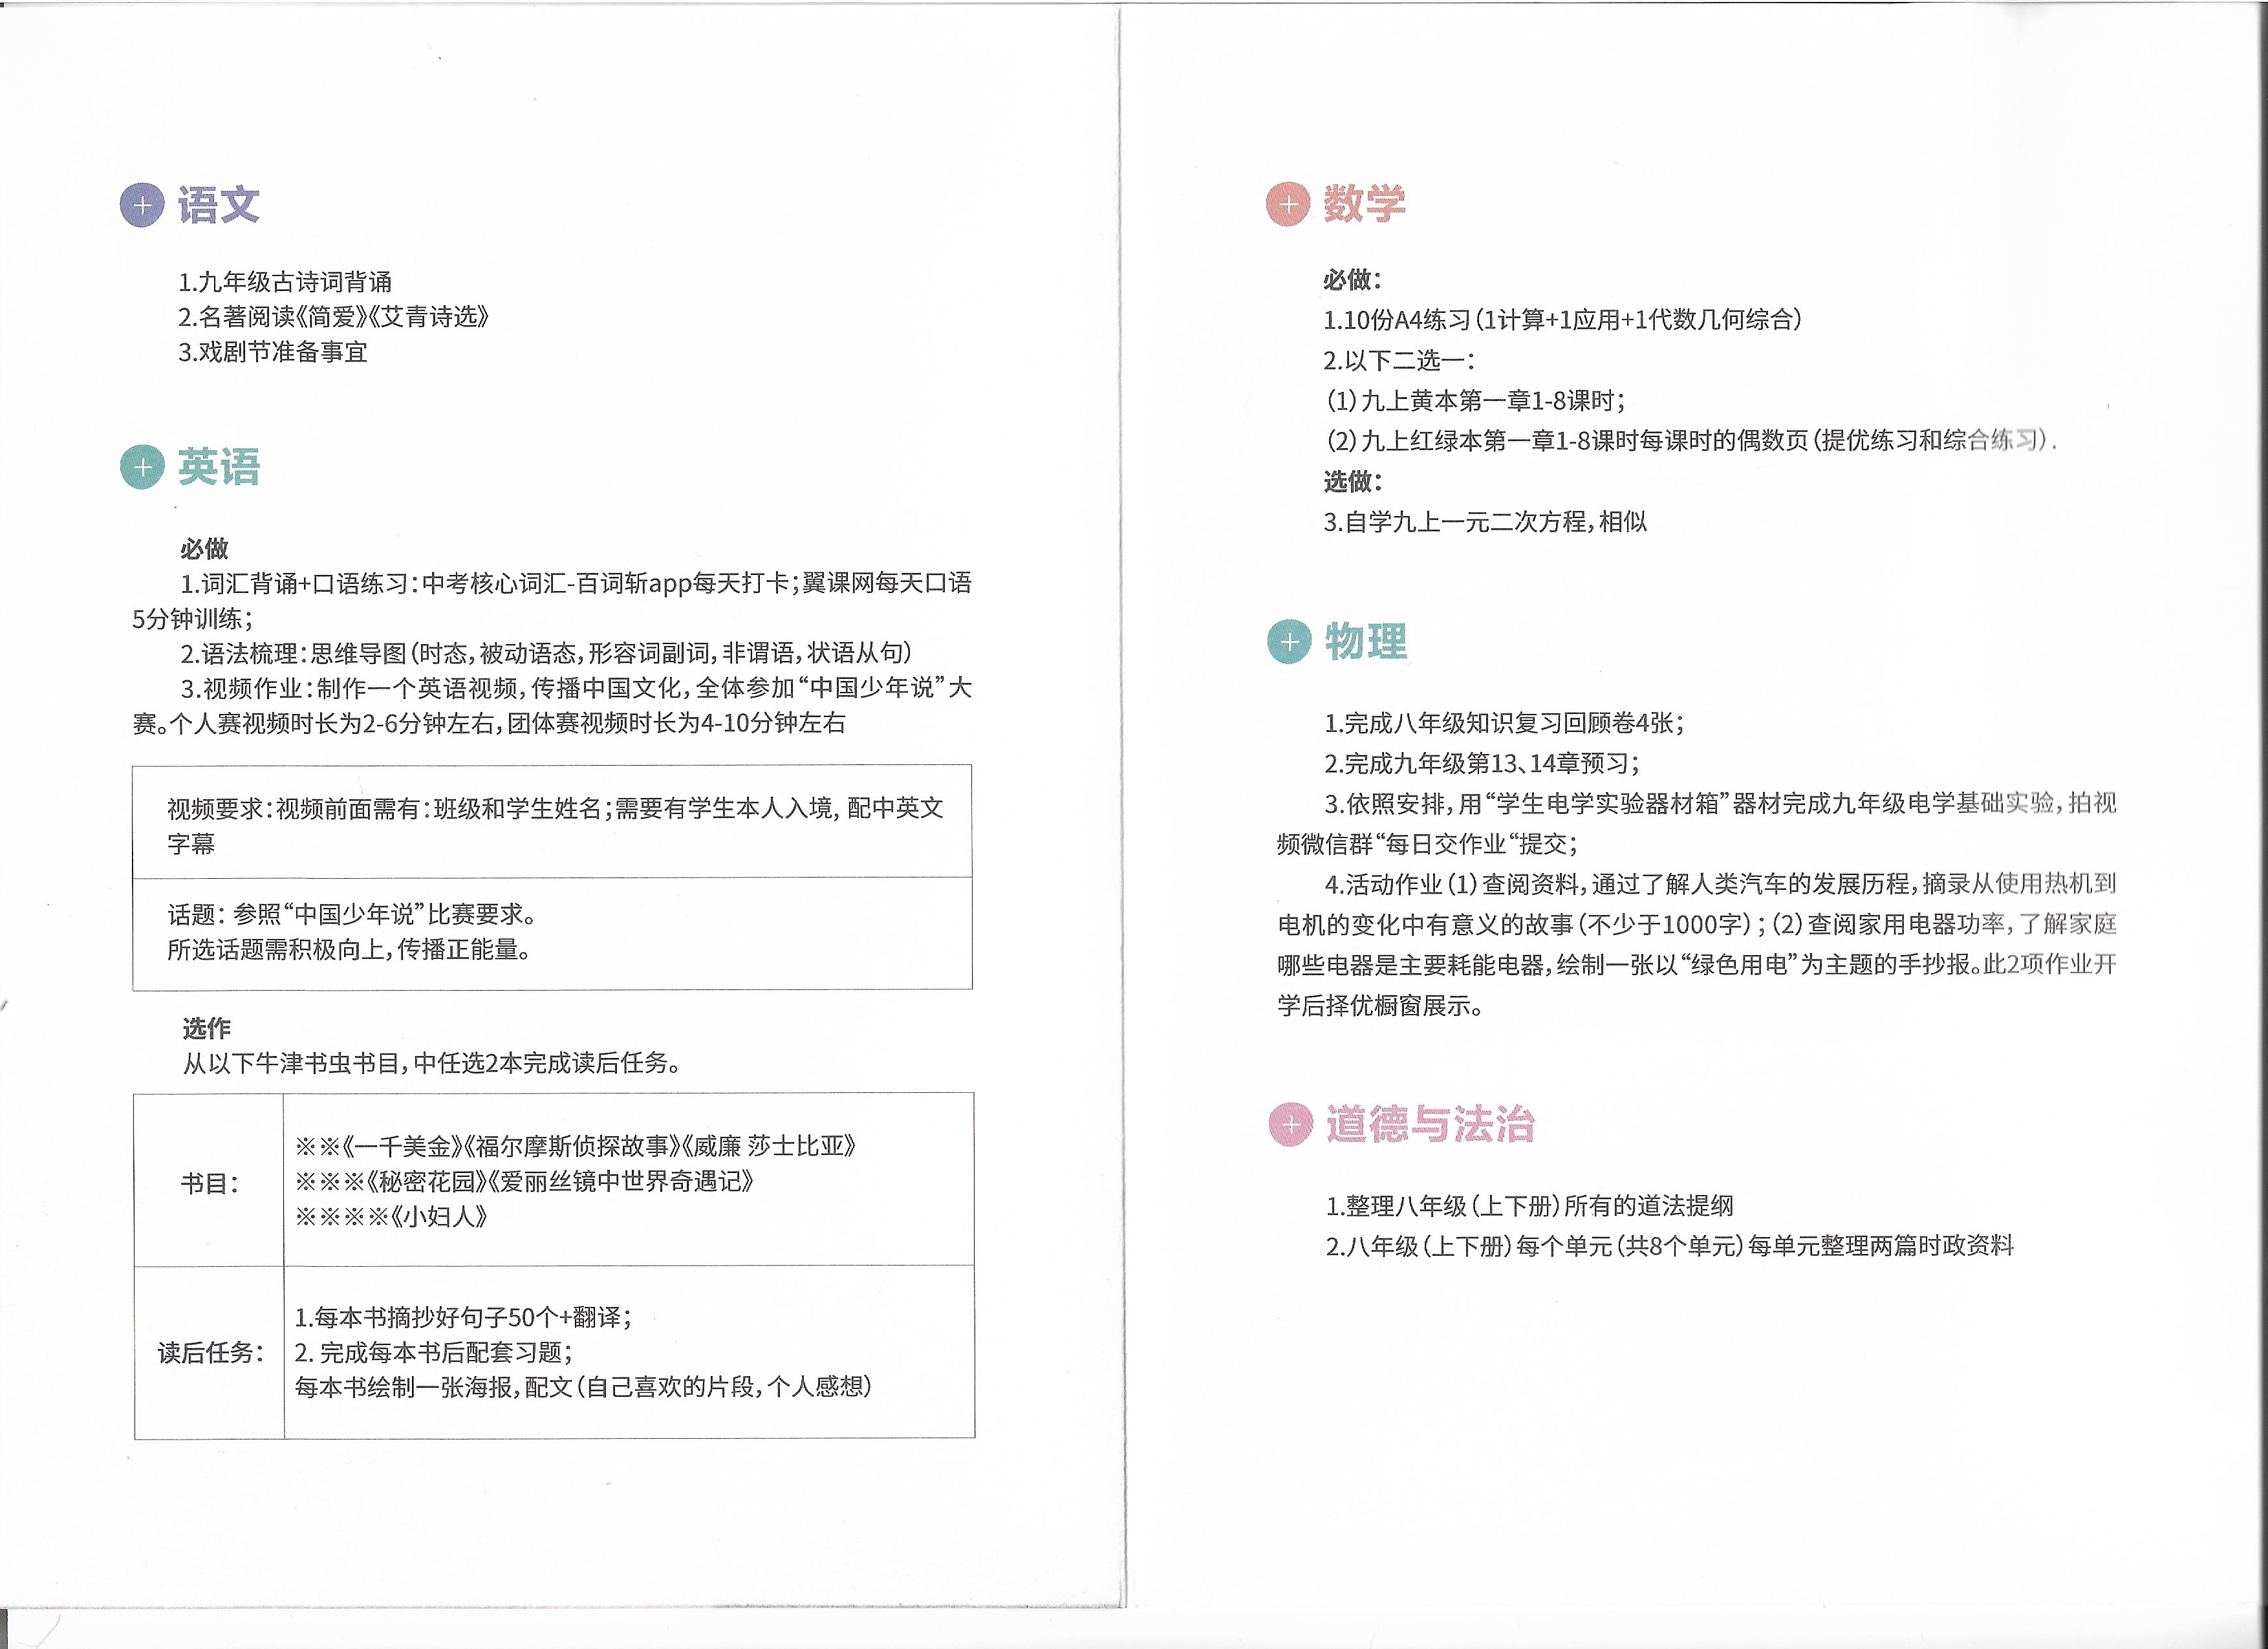 语文
1.九年级古诗词背诵
2.名著阅读《简爱》《艾青诗选》
3.戏剧节准备事宜
英语
必做
1.词汇背诵+口语练习：中考核心词汇-百词斩app每天打卡；翼课网每天口语
5分钟训练；
2.语法梳理：思维导图（时态，被动语态，形容词副词，非谓语，状语从句）
3.视频作业：制作一个英语视频，传播中国文化，全体参加“中国少年说”大
赛。个人赛视频时长为2-6分钟左右，团体赛视频时长为4-10分钟左右
视频要求：视频前面需有：班级和学生姓名；需要有学生本人入境，配中英文
字幕
话题：参照“中国少年说”比赛要求。
所选话题需积极向上，传播正能量。
选作
从以下牛津书虫书目，中任选2本完成读后任务。
书目：
※※《一千美金》《福尔摩斯侦探故事》《威廉 莎士比亚》
※※※《秘密花园》《爱丽丝镜中世界奇遇记》
※※※※《小妇人》
读后任务：
1.每本书摘抄好句子50个+翻译；
2. 完成每本书后配套习题；
每本书绘制一张海报，配文（自己喜欢的片段，个人感想）
数学
必做：
1.10份A4练习（1计算+1应用+1代数几何综合）
2.以下二选一：
（1）九上黄本第一章1-8课时；
（2）九上红绿本第一章1-8课时每课时的偶数页（提优练习和综合练习）.
选做：
3.自学九上一元二次方程，相似
物理
1.完成八年级知识复习回顾卷4张；
2.完成九年级第13、14章预习；
3.依照安排，用“学生电学实验器材箱”器材完成九年级电学基础实验，拍视
频微信群“每日交作业“提交；
4.活动作业（1）查阅资料，通过了解人类汽车的发展历程，摘录从使用热机到
电机的变化中有意义的故事（不少于1000字）；（2）查阅家用电器功率，了解家庭
哪些电器是主要耗能电器，绘制一张以“绿色用电”为主题的手抄报。此2项作业开
学后择优橱窗展示。
道德与法治
1.整理八年级（上下册）所有的道法提纲
2.八年级（上下册）每个单元（共8个单元）每单元整理两篇时政资料